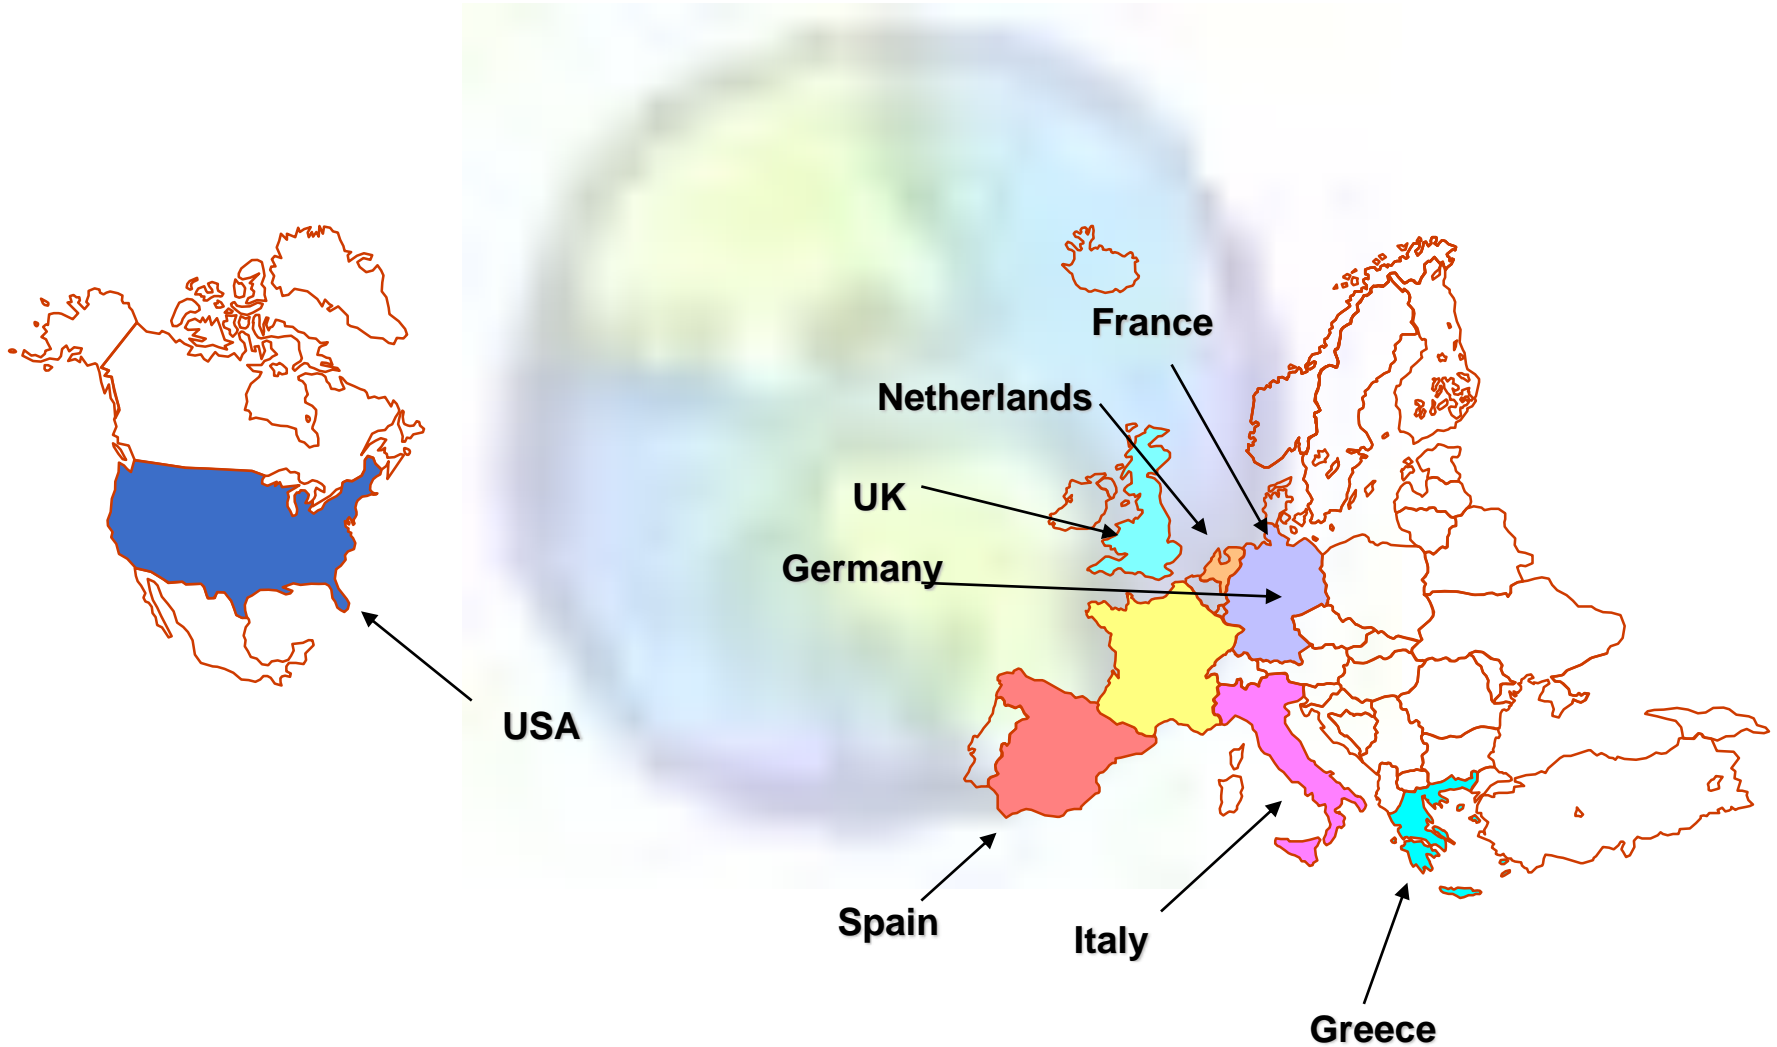 France
Netherlands
UK
Germany
USA
Spain
Italy
Greece